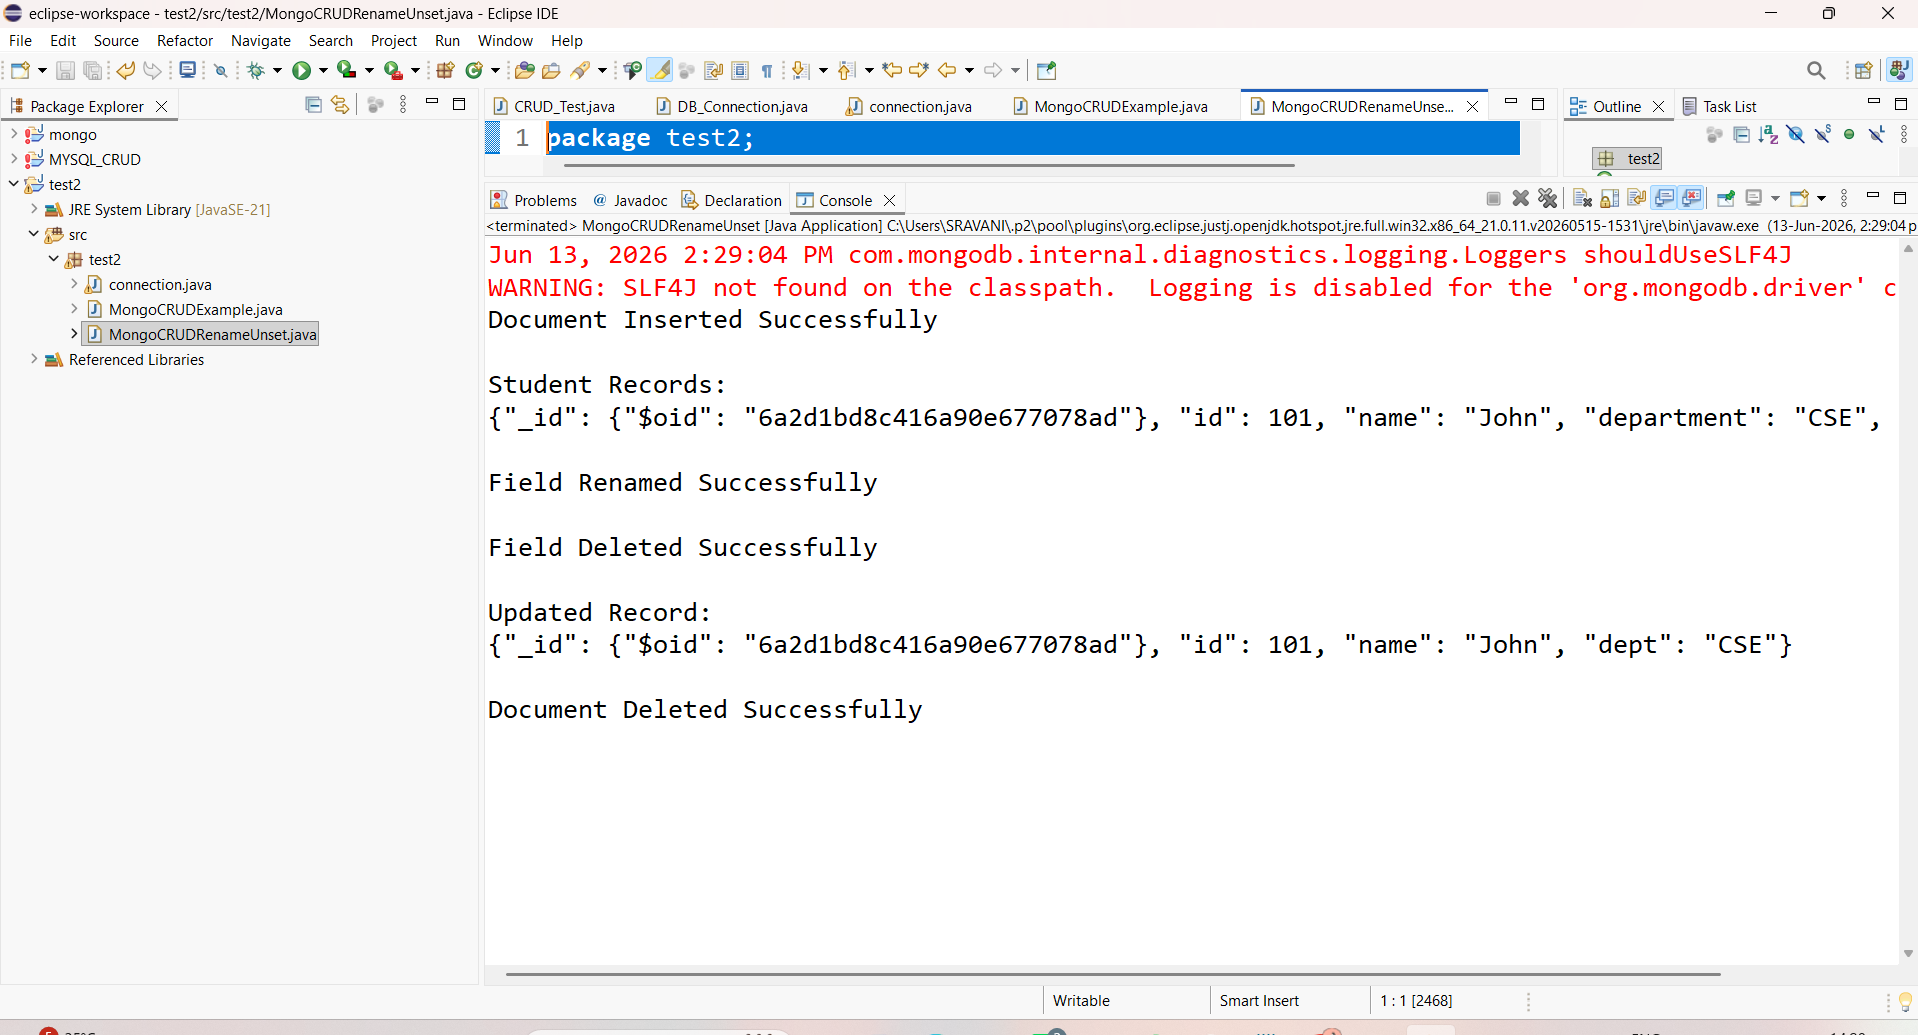 eclipse-workspace - test2/src/test2/MongoCRUDRenameUnset.java - Eclipse IDE
File Edit Source Refactor Navigate Search Project Run Window Help
Package Explorer
mongo
MYSQL_CRUD
test2
JRE System Library [JavaSE-21]
src
test2
connection.java
MongoCRUDExample.java
MongoCRUDRenameUnset.java
Referenced Libraries
CRUD_Test.java DB_Connection.java connection.java MongoCRUDExample.java MongoCRUDRenameUnse...
1 package test2;
Outline Task List
test2
Problems Javadoc Declaration Console
<terminated> MongoCRUDRenameUnset [Java Application] C:\Users\SRAVANI\.p2\pool\plugins\org.eclipse.justj.openjdk.hotspot.jre.full.win32.x86_64_21.0.11.v20260515-1531\jre\bin\javaw.exe (13-Jun-2026, 2:29:04 p
Jun 13, 2026 2:29:04 PM com.mongodb.internal.diagnostics.logging.Loggers shouldUseSLF4J
WARNING: SLF4J not found on the classpath.  Logging is disabled for the 'org.mongodb.driver' c
Document Inserted Successfully
Student Records:
{"_id": {"$oid": "6a2d1bd8c416a90e677078ad"}, "id": 101, "name": "John", "department": "CSE",
Field Renamed Successfully
Field Deleted Successfully
Updated Record:
{"_id": {"$oid": "6a2d1bd8c416a90e677078ad"}, "id": 101, "name": "John", "dept": "CSE"}
Document Deleted Successfully
Writable Smart Insert 1 : 1 [2468]